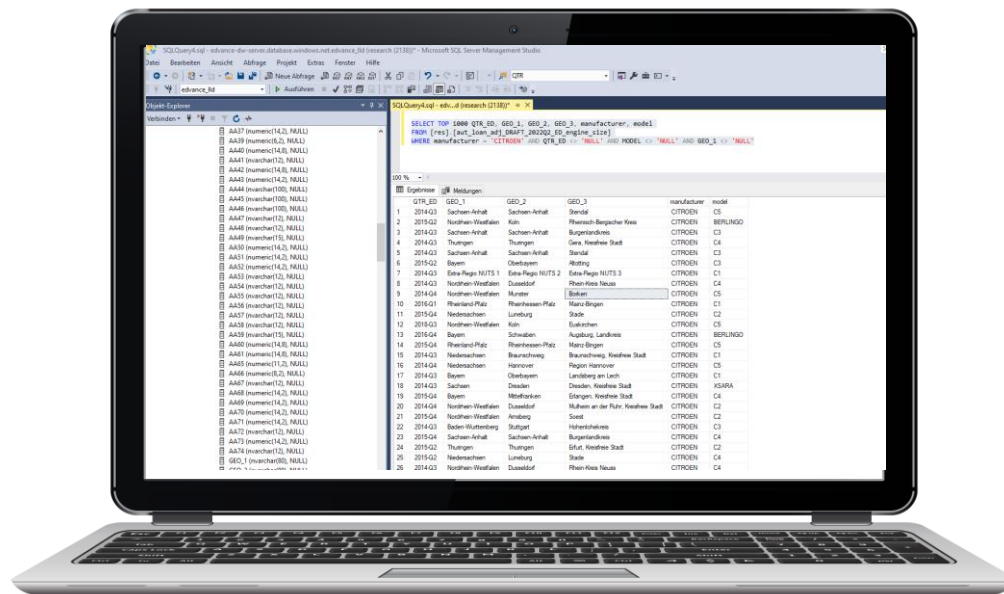 SQLQuery4.sql - edvance-dw-server.database.windows.net.edvance_lld (research (2138))* - Microsoft SQL Server Management Studio
Datei Bearbeiten Ansicht Abfrage Projekt Extras Fenster Hilfe
Neue Abfrage QTR
edvance_lld Ausführen
Objekt-Explorer
Verbinden
AA37 (numeric(14,2), NULL)
AA39 (numeric(6,2), NULL)
AA40 (numeric(14,8), NULL)
AA41 (nvarchar(12), NULL)
AA42 (numeric(14,8), NULL)
AA43 (numeric(14,2), NULL)
AA44 (nvarchar(100), NULL)
AA45 (nvarchar(100), NULL)
AA46 (nvarchar(100), NULL)
AA47 (nvarchar(12), NULL)
AA48 (nvarchar(12), NULL)
AA49 (nvarchar(15), NULL)
AA50 (numeric(14,2), NULL)
AA51 (numeric(14,2), NULL)
AA52 (numeric(14,2), NULL)
AA53 (nvarchar(12), NULL)
AA54 (nvarchar(12), NULL)
AA55 (nvarchar(12), NULL)
AA56 (nvarchar(12), NULL)
AA57 (nvarchar(12), NULL)
AA58 (nvarchar(12), NULL)
AA59 (nvarchar(15), NULL)
AA60 (numeric(14,8), NULL)
AA61 (numeric(14,8), NULL)
AA65 (numeric(11,2), NULL)
AA66 (numeric(8,2), NULL)
AA67 (nvarchar(12), NULL)
AA68 (numeric(14,2), NULL)
AA69 (numeric(14,2), NULL)
AA70 (numeric(14,2), NULL)
AA71 (numeric(14,2), NULL)
AA72 (nvarchar(12), NULL)
AA73 (numeric(14,2), NULL)
AA74 (nvarchar(12), NULL)
GEO_1 (nvarchar(80), NULL)
SQLQuery4.sql - edv...d (research (2138))*
SELECT TOP 1000 QTR_ED, GEO_1, GEO_2, GEO_3, manufacturer, model
FROM [res].[aut_loan_adj_DRAFT_2022Q2_ED_engine_size]
WHERE manufacturer = 'CITROEN' AND QTR_ED <> 'NULL' AND MODEL <> 'NULL' AND GEO_1 <> 'NULL'
100 %
Ergebnisse Meldungen
QTR_ED GEO_1 GEO_2 GEO_3 manufacturer model
1 2014-Q3 Sachsen-Anhalt Sachsen-Anhalt Stendal CITROEN C5
2 2015-Q2 Nordrhein-Westfalen Koln Rheinisch-Bergischer Kreis CITROEN BERLINGO
3 2014-Q3 Sachsen-Anhalt Sachsen-Anhalt Burgenlandkreis CITROEN C3
4 2014-Q3 Thuringen Thuringen Gera, Kreisfreie Stadt CITROEN C4
5 2014-Q3 Sachsen-Anhalt Sachsen-Anhalt Stendal CITROEN C3
6 2015-Q2 Bayern Oberbayern Altotting CITROEN C3
7 2014-Q3 Extra-Regio NUTS 1 Extra-Regio NUTS 2 Extra-Regio NUTS 3 CITROEN C1
8 2014-Q3 Nordrhein-Westfalen Dusseldorf Rhein-Kreis Neuss CITROEN C4
9 2014-Q4 Nordrhein-Westfalen Munster Borken CITROEN C5
10 2016-Q1 Rheinland-Pfalz Rheinhessen-Pfalz Mainz-Bingen CITROEN C1
11 2015-Q4 Niedersachsen Luneburg Stade CITROEN C2
12 2018-Q3 Nordrhein-Westfalen Koln Euskirchen CITROEN C5
13 2016-Q4 Bayern Schwaben Augsburg, Landkreis CITROEN BERLINGO
14 2015-Q4 Rheinland-Pfalz Rheinhessen-Pfalz Mainz-Bingen CITROEN C5
15 2014-Q3 Niedersachsen Braunschweig Braunschweig, Kreisfreie Stadt CITROEN C1
16 2014-Q4 Niedersachsen Hannover Region Hannover CITROEN C5
17 2014-Q3 Bayern Oberbayern Landsberg am Lech CITROEN C1
18 2014-Q3 Sachsen Dresden Dresden, Kreisfreie Stadt CITROEN XSARA
19 2015-Q4 Bayern Mittelfranken Erlangen, Kreisfreie Stadt CITROEN C4
20 2014-Q4 Nordrhein-Westfalen Dusseldorf Mulheim an der Ruhr, Kreisfreie Stadt CITROEN C2
21 2015-Q4 Nordrhein-Westfalen Arnsberg Soest CITROEN C2
22 2014-Q3 Baden-Wurttemberg Stuttgart Hohenlohekreis CITROEN C3
23 2015-Q4 Sachsen-Anhalt Sachsen-Anhalt Burgenlandkreis CITROEN C4
24 2015-Q2 Thuringen Thuringen Erfurt, Kreisfreie Stadt CITROEN C2
25 2015-Q2 Niedersachsen Luneburg Stade CITROEN C4
26 2014-Q3 Nordrhein-Westfalen Dusseldorf Rhein-Kreis Neuss CITROEN C4